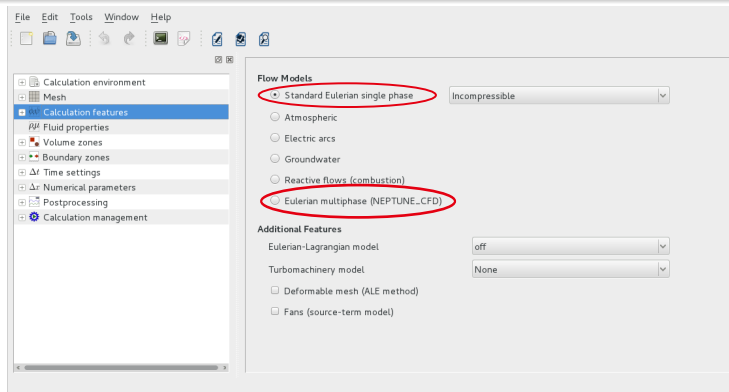 File Edit Tools Window Help
Calculation environment
Mesh
Calculation features
Fluid properties
Volume zones
Boundary zones
Δt Time settings
Δx Numerical parameters
Postprocessing
Calculation management
Flow Models
Standard Eulerian single phase Incompressible
Atmospheric
Electric arcs
Groundwater
Reactive flows (combustion)
Eulerian multiphase (NEPTUNE_CFD)
Additional Features
Eulerian-Lagrangian model off
Turbomachinery model None
Deformable mesh (ALE method)
Fans (source-term model)